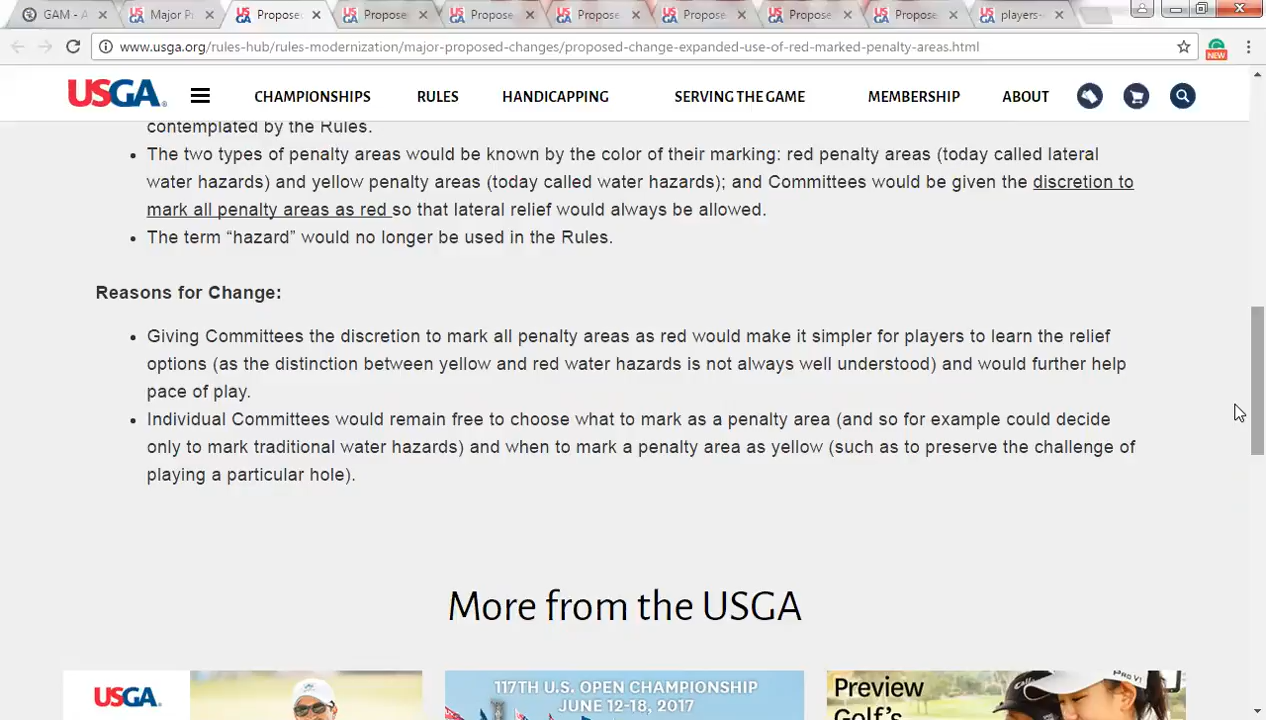 GAM - A
Major P
Propose
Propose
Propose
Propose
Propose
Propose
Propose
players-
www.usga.org/rules-hub/rules-modernization/major-proposed-changes/proposed-change-expanded-use-of-red-marked-penalty-areas.html
NEW
USGA
CHAMPIONSHIPS RULES HANDICAPPING SERVING THE GAME MEMBERSHIP ABOUT
contemplated by the Rules.
• The two types of penalty areas would be known by the color of their marking: red penalty areas (today called lateral
water hazards) and yellow penalty areas (today called water hazards); and Committees would be given the discretion to
mark all penalty areas as red so that lateral relief would always be allowed.
• The term “hazard” would no longer be used in the Rules.
Reasons for Change:
• Giving Committees the discretion to mark all penalty areas as red would make it simpler for players to learn the relief
options (as the distinction between yellow and red water hazards is not always well understood) and would further help
pace of play.
• Individual Committees would remain free to choose what to mark as a penalty area (and so for example could decide
only to mark traditional water hazards) and when to mark a penalty area as yellow (such as to preserve the challenge of
playing a particular hole).
More from the USGA
USGA
117TH U.S. OPEN CHAMPIONSHIP
JUNE 12-18, 2017
Preview
Golf's